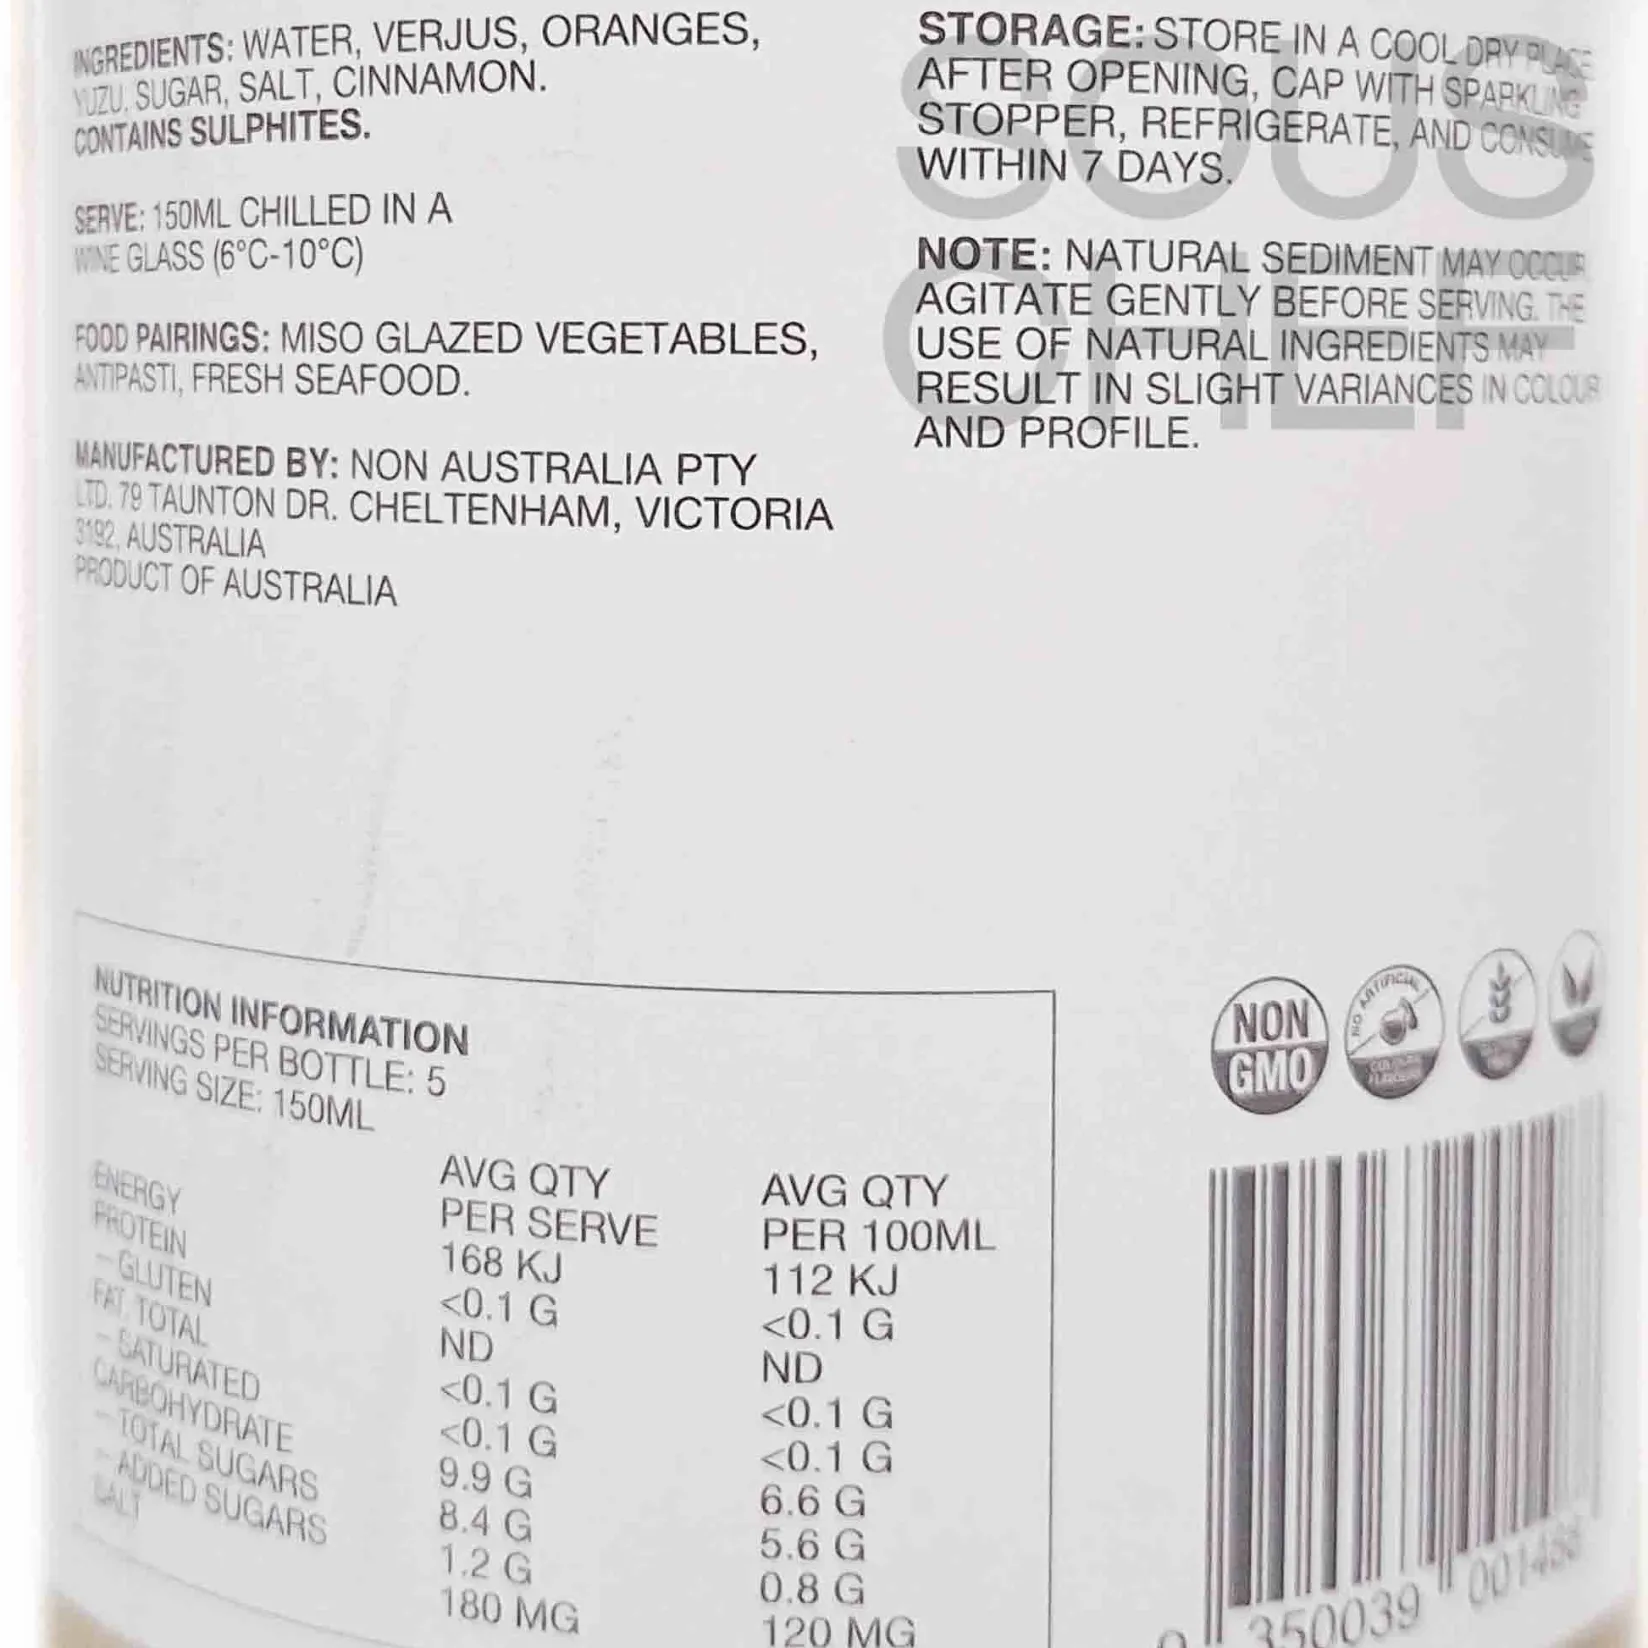 INGREDIENTS: WATER, VERJUS, ORANGES,
YUZU, SUGAR, SALT, CINNAMON.
CONTAINS SULPHITES.
SERVE: 150ML CHILLED IN A
WINE GLASS (6°C-10°C)
FOOD PAIRINGS: MISO GLAZED VEGETABLES,
ANTIPASTI, FRESH SEAFOOD.
MANUFACTURED BY: NON AUSTRALIA PTY
LTD. 79 TAUNTON DR. CHELTENHAM, VICTORIA
3192, AUSTRALIA
PRODUCT OF AUSTRALIA
STORAGE: STORE IN A COOL DRY PLACE
AFTER OPENING, CAP WITH SPARKLING
STOPPER, REFRIGERATE, AND CONSUME
WITHIN 7 DAYS.
NOTE: NATURAL SEDIMENT MAY OCCUR
AGITATE GENTLY BEFORE SERVING. THE
USE OF NATURAL INGREDIENTS MAY
RESULT IN SLIGHT VARIANCES IN COLOUR
AND PROFILE.
SOUS
CHEF
NUTRITION INFORMATION
SERVINGS PER BOTTLE: 5
SERVING SIZE: 150ML
AVG QTY AVG QTY
PER SERVE PER 100ML
ENERGY 168 KJ 112 KJ
PROTEIN <0.1 G <0.1 G
– GLUTEN ND ND
FAT, TOTAL <0.1 G <0.1 G
– SATURATED <0.1 G <0.1 G
CARBOHYDRATE 9.9 G 6.6 G
– TOTAL SUGARS 8.4 G 5.6 G
– ADDED SUGARS 1.2 G 0.8 G
SALT 180 MG 120 MG
NON
GMO
NO ARTIFICIAL
350039